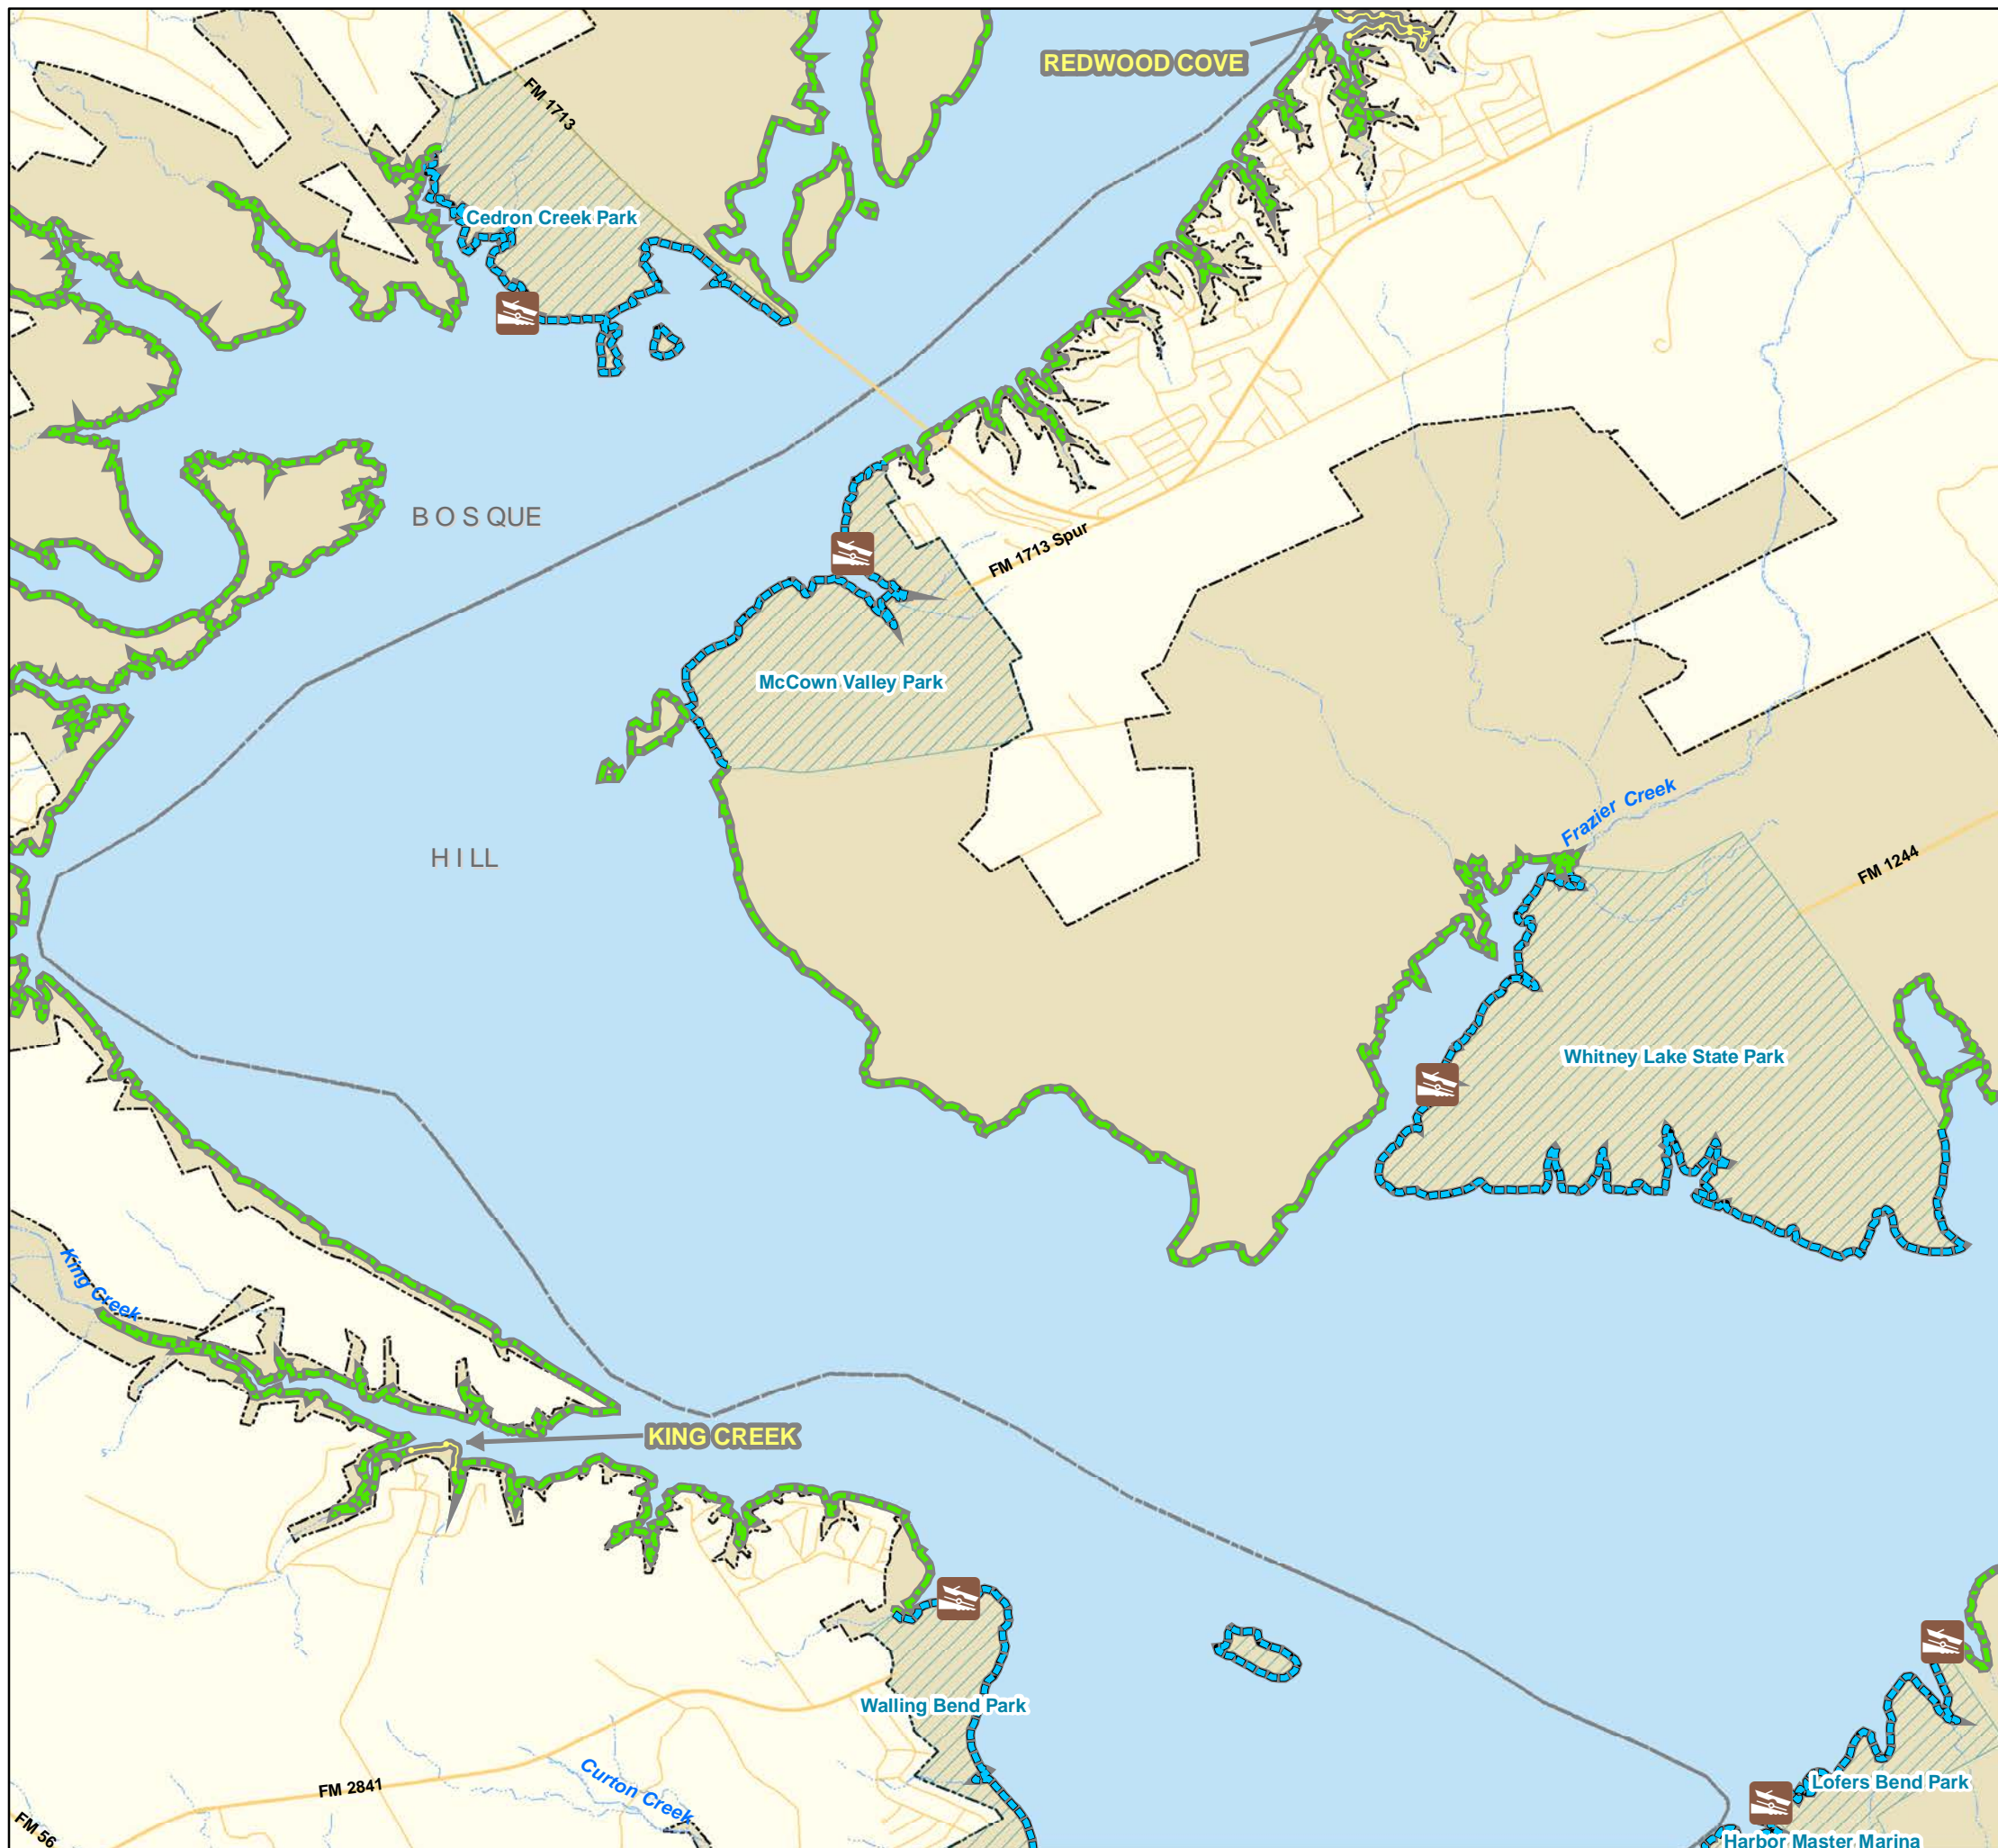 REDWOOD COVE
FM 1713
Cedron Creek Park
B O S QUE
FM 1713 Spur
McCown Valley Park
Frazier Creek
H I LL
FM 1244
Whitney Lake State Park
King Creek
KING CREEK
Walling Bend Park
Curton Creek
FM 2841
Lofers Bend Park
FM 56
Harbor Master Marina